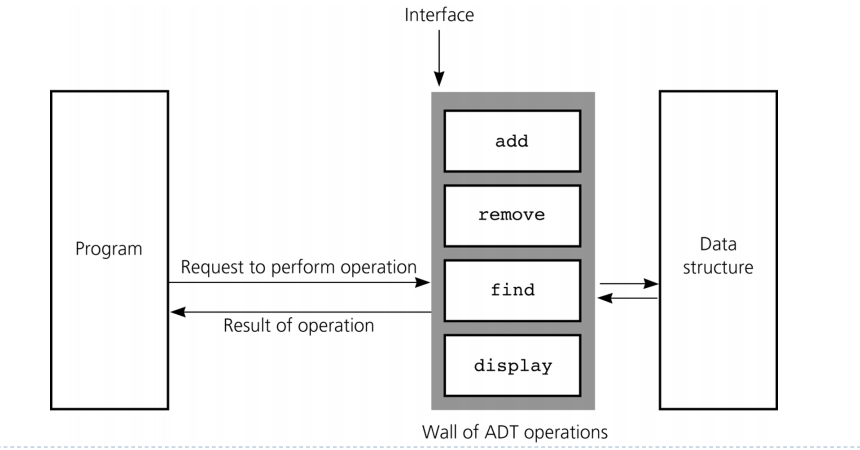 Interface
add
remove
Program
Data
structure
Request to perform operation
find
Result of operation
display
Wall of ADT operations